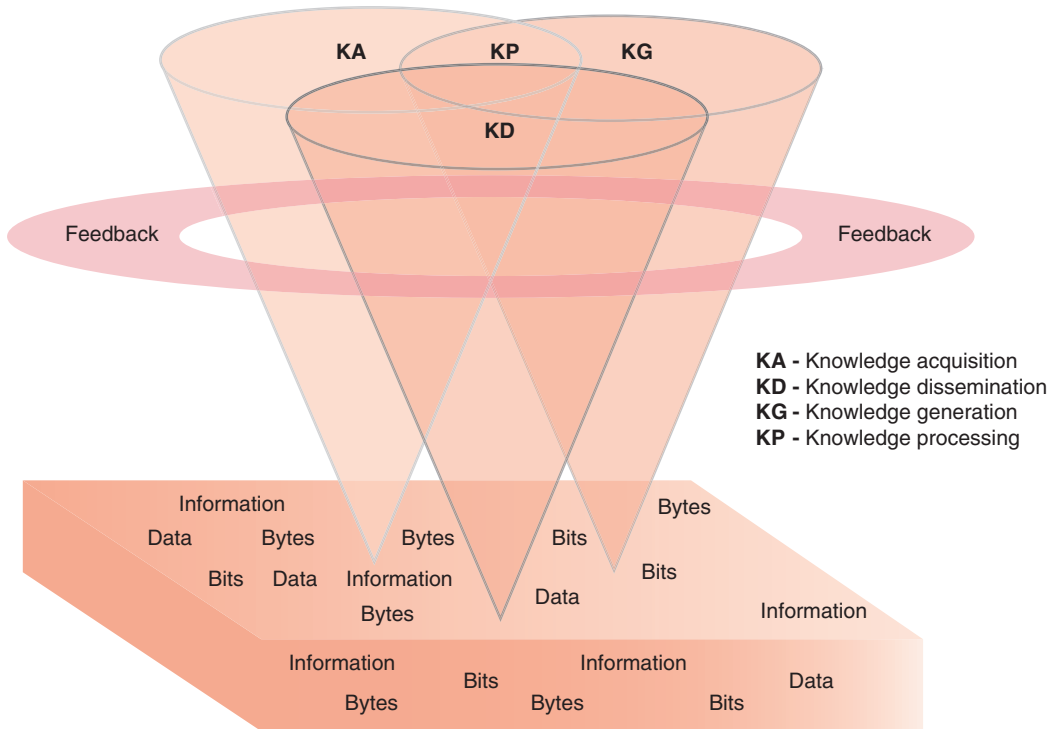 KA
KP
KG
KD
Feedback
Feedback
KA - Knowledge acquisition
KD - Knowledge dissemination
KG - Knowledge generation
KP - Knowledge processing
Information
Bytes
Data
Bytes
Bytes
Bits
Bits
Data
Information
Bits
Bytes
Data
Information
Information
Information
Bits
Data
Bytes
Bytes
Bits